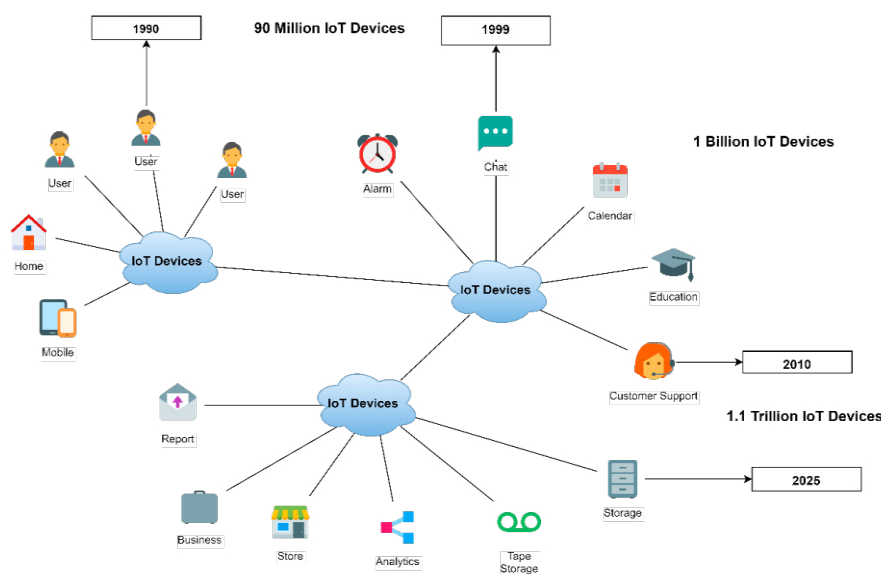 1990
90 Million IoT Devices
1999
User
User
User
Alarm
Chat
1 Billion IoT Devices
Calendar
Home
IoT Devices
IoT Devices
Education
Mobile
2010
Customer Support
IoT Devices
1.1 Trillion IoT Devices
Report
2025
Storage
Business
Store
Analytics
Tape
Storage